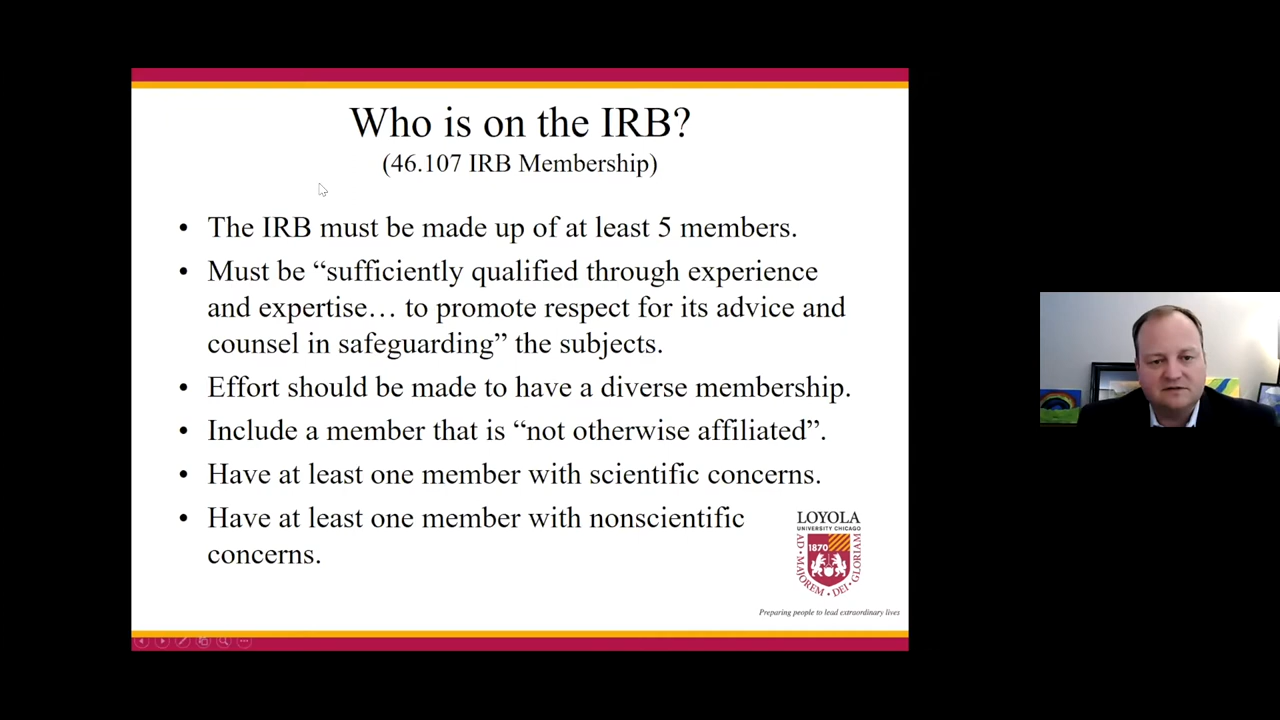 Who is on the IRB?
(46.107 IRB Membership)
• The IRB must be made up of at least 5 members.
• Must be “sufficiently qualified through experience
and expertise… to promote respect for its advice and
counsel in safeguarding” the subjects.
• Effort should be made to have a diverse membership.
• Include a member that is “not otherwise affiliated”.
• Have at least one member with scientific concerns.
• Have at least one member with nonscientific
concerns.
LOYOLA
UNIVERSITY CHICAGO
1870
AD • MAJOREM • DEI • GLORIAM
Preparing people to lead extraordinary lives